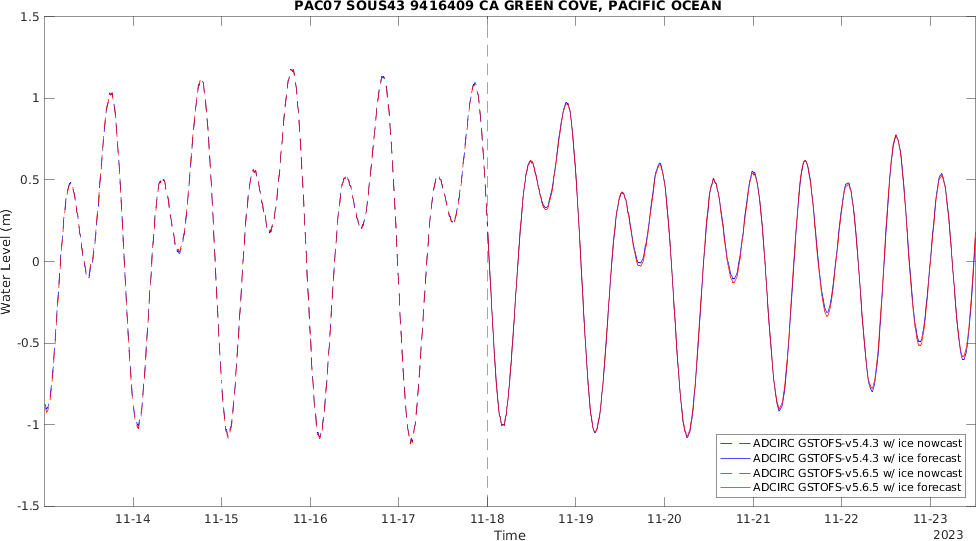 PAC07 SOUS43 9416409 CA GREEN COVE, PACIFIC OCEAN
1.5
1
0.5
0
-0.5
-1
-1.5
Water Level (m)
11-14 11-15 11-16 11-17 11-18 11-19 11-20 11-21 11-22 11-23
Time
2023
ADCIRC GSTOFS-v5.4.3 w/ ice nowcast
ADCIRC GSTOFS-v5.4.3 w/ ice forecast
ADCIRC GSTOFS-v5.6.5 w/ ice nowcast
ADCIRC GSTOFS-v5.6.5 w/ ice forecast